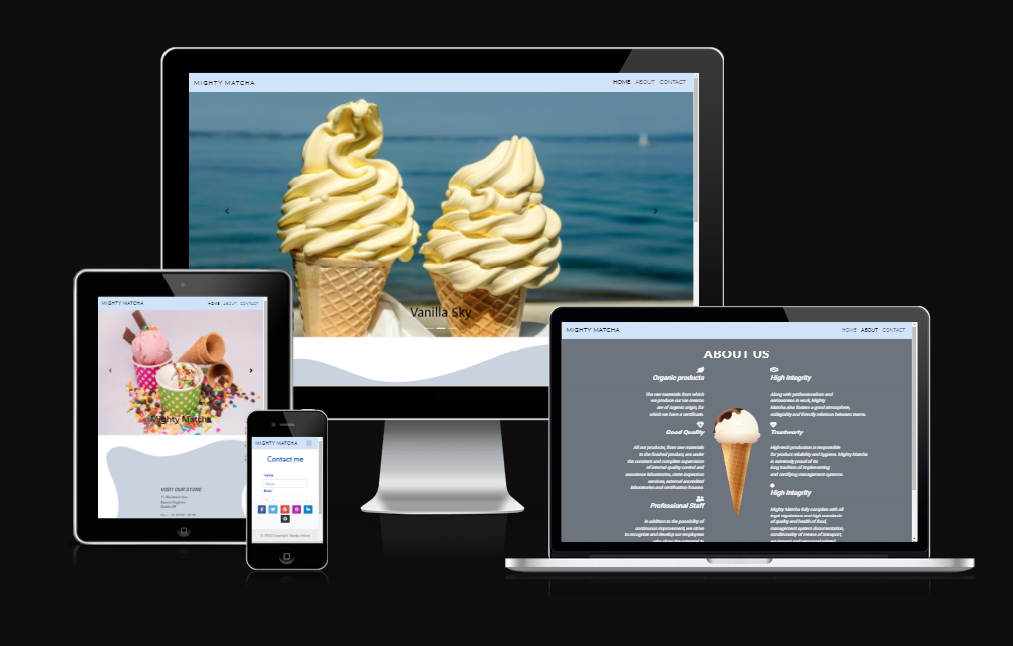 MIGHTY MATCHA
HOME ABOUT CONTACT
Vanilla Sky
MIGHTY MATCHA
HOME ABOUT CONTACT
Mighty Matcha
VISIT OUR STORE
MIGHTY MATCHA
Contact me
Name
Name
Email
MIGHTY MATCHA
HOME ABOUT CONTACT
ABOUT US
Organic products
The raw materials from which
we produce our ice creams
are of organic origin, for
which we have a certificate.
Good Quality
All our products, from raw materials
to the finished product, are under
the constant and complete supervision
of internal quality control and
assurance laboratories, state inspection
services, external accredited
laboratories and certification houses.
Professional Staff
In addition to the possibility of
continuous improvement, we strive
to recognize and develop our employees
High Intagrity
Along with professionalism and
seriousness in work, Mighty
Matcha also fosters a good atmosphere,
collegiality and friendly relations between teams.
Trustworty
High-tech production is responsible
for product reliability and hygiene. Mighty Matcha
is extremely proud of its
long tradition of implementing
and certifying management systems.
High Intagrity
Mighty Matcha fully complies with all
legal regulations and high standards
of quality and health of food,
management system documentation,
conditionality of means of transport,